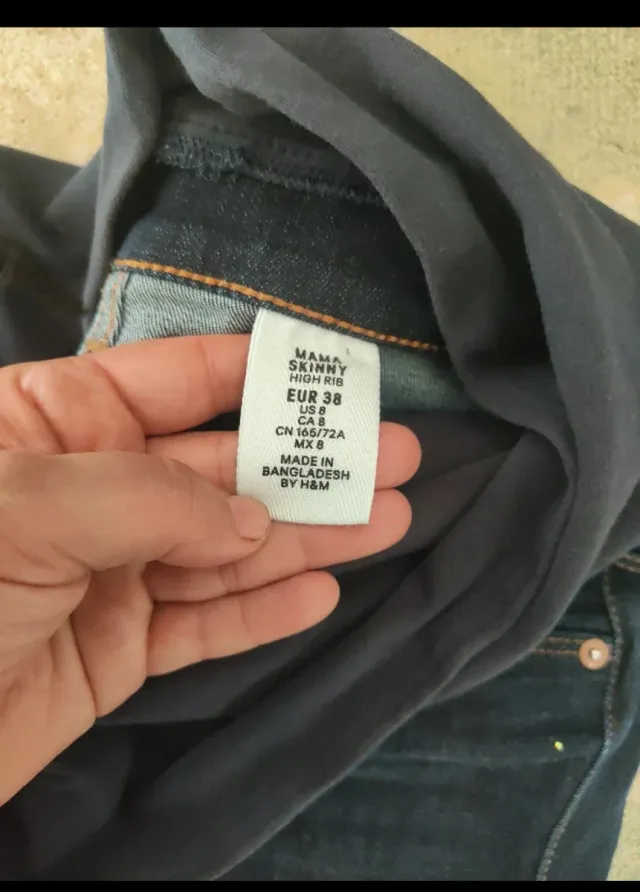 MAMA
SKINNY
HIGH RIB
EUR 38
US 8
CA 8
CN 165/72A
MX 8
MADE IN
BANGLADESH
BY H&M